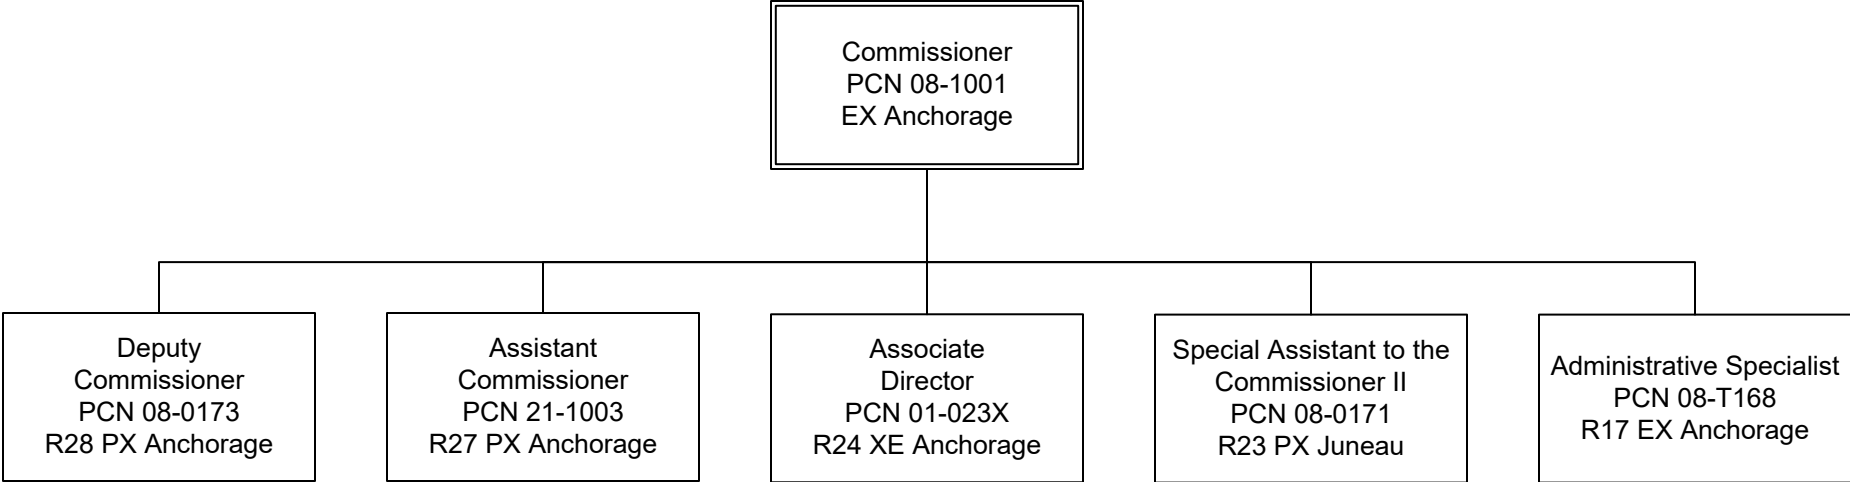 Commissioner
PCN 08-1001
EX Anchorage
Deputy
Commissioner
PCN 08-0173
R28 PX Anchorage
Assistant
Commissioner
PCN 21-1003
R27 PX Anchorage
Associate
Director
PCN 01-023X
R24 XE Anchorage
Special Assistant to the
Commissioner II
PCN 08-0171
R23 PX Juneau
Administrative Specialist
PCN 08-T168
R17 EX Anchorage